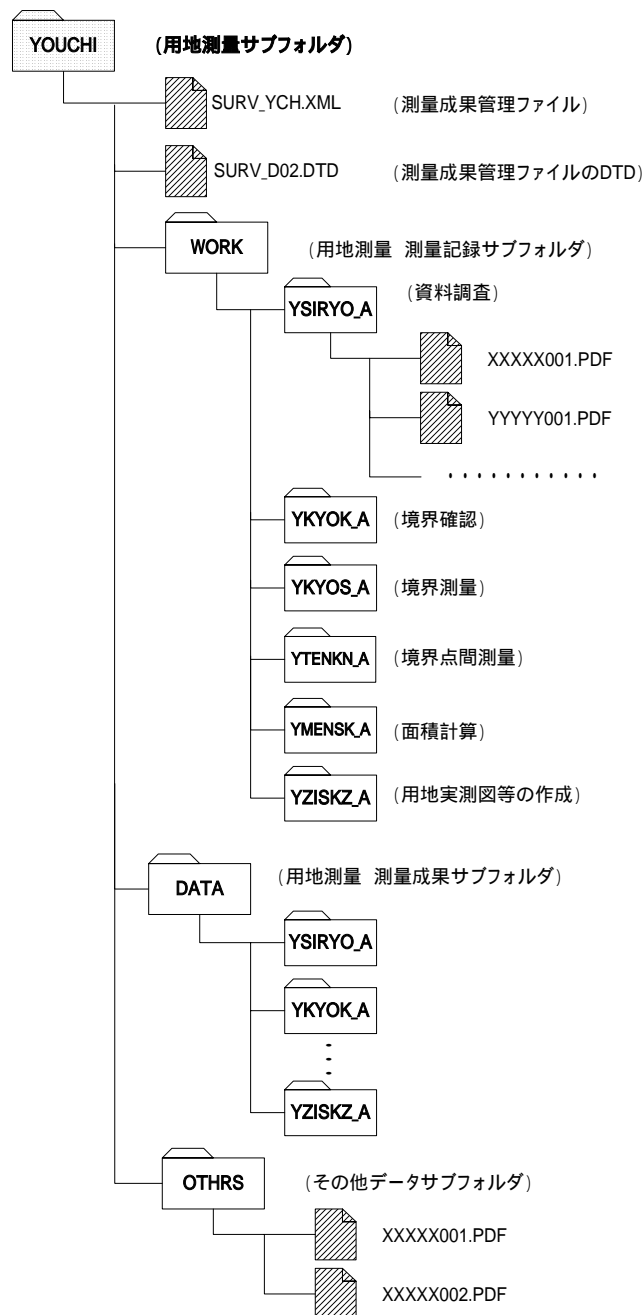 YOUCHI (用地測量サブフォルダ)
SURV_YCH.XML (測量成果管理ファイル)
SURV_D02.DTD (測量成果管理ファイルのDTD)
WORK (用地測量 測量記録サブフォルダ)
YSIRYO_A (資料調査)
XXXXX001.PDF
YYYYY001.PDF
・・・・・・・・・・・
YKYOK_A (境界確認)
YKYOS_A (境界測量)
YTENKN_A (境界点間測量)
YMENSK_A (面積計算)
YZISKZ_A (用地実測図等の作成)
DATA (用地測量 測量成果サブフォルダ)
YSIRYO_A
YKYOK_A
・・・
YZISKZ_A
OTHRS (その他データサブフォルダ)
XXXXX001.PDF
XXXXX002.PDF